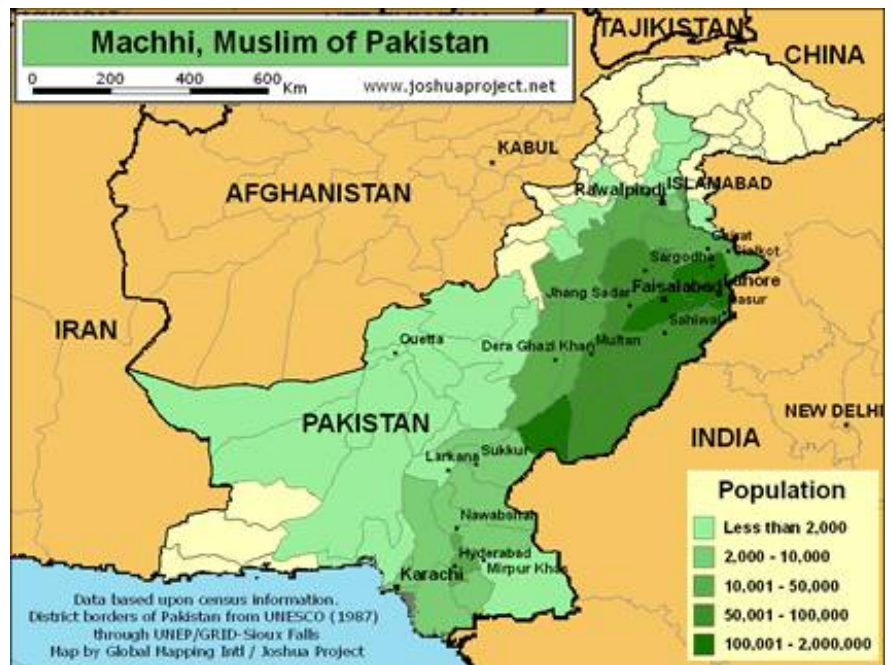 TAJIKISTAN
Machhi, Muslim of Pakistan
0 200 400 600 Km
www.joshuaproject.net
CHINA
KABUL
AFGHANISTAN
Rawalpindi
ISLAMABAD
Gujrat
Sialkot
Sargodha
Lahore
Faisalabad
Jhang Sadar
Kasur
Sahiwal
IRAN
Quetta
Dera Ghazi Khan
Multan
NEW DELHI
PAKISTAN
INDIA
Sukkur
Larkana
Nawabshah
Hyderabad
Mirpur Khas
Karachi
Population
Less than 2,000
2,000 - 10,000
10,001 - 50,000
50,001 - 100,000
100,001 - 2,000,000
Data based upon census information.
District borders of Pakistan from UNESCO (1987)
through UNEP/GRID-Sioux Falls
Map by Global Mapping Intl / Joshua Project